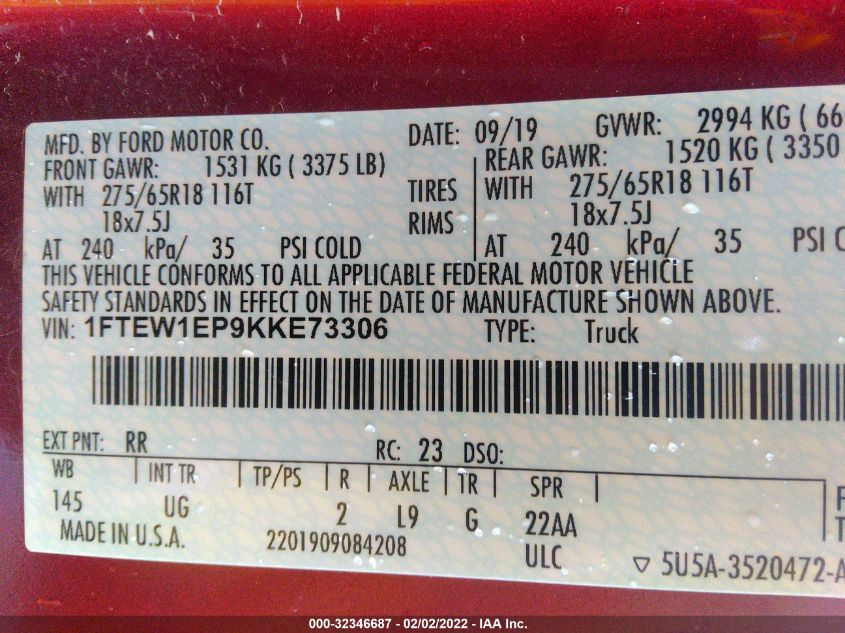 MFD. BY FORD MOTOR CO. DATE: 09/19 GVWR: 2994 KG ( 66
FRONT GAWR: 1531 KG ( 3375 LB) REAR GAWR: 1520 KG ( 3350
WITH 275/65R18 116T TIRES WITH 275/65R18 116T
18x7.5J RIMS 18x7.5J
AT 240 kPa/ 35 PSI COLD AT 240 kPa/ 35 PSI C
THIS VEHICLE CONFORMS TO ALL APPLICABLE FEDERAL MOTOR VEHICLE
SAFETY STANDARDS IN EFFECT ON THE DATE OF MANUFACTURE SHOWN ABOVE.
VIN: 1FTEW1EP9KKE73306 TYPE: Truck
EXT PNT: RR RC: 23 DSO:
WB INT TR TP/PS R AXLE TR SPR
145 UG 2 L9 G 22AA
MADE IN U.S.A. 2201909084208 ULC
5U5A-3520472-A
000-32346687 - 02/02/2022 - IAA Inc.